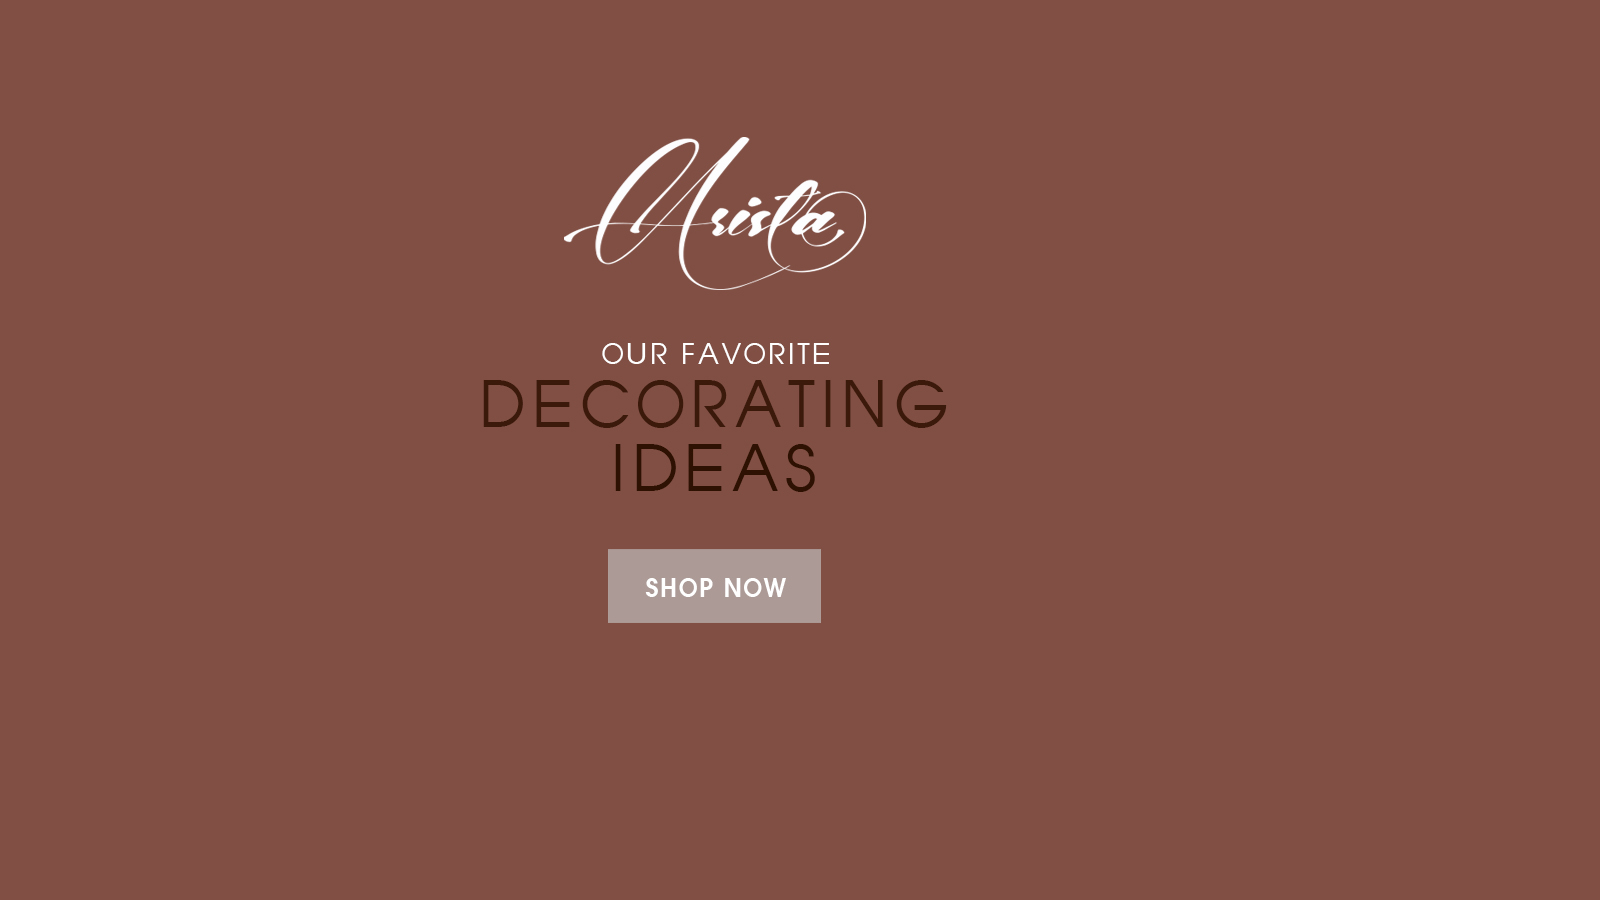 Arista
OUR FAVORITE
DECORATING
IDEAS
SHOP NOW